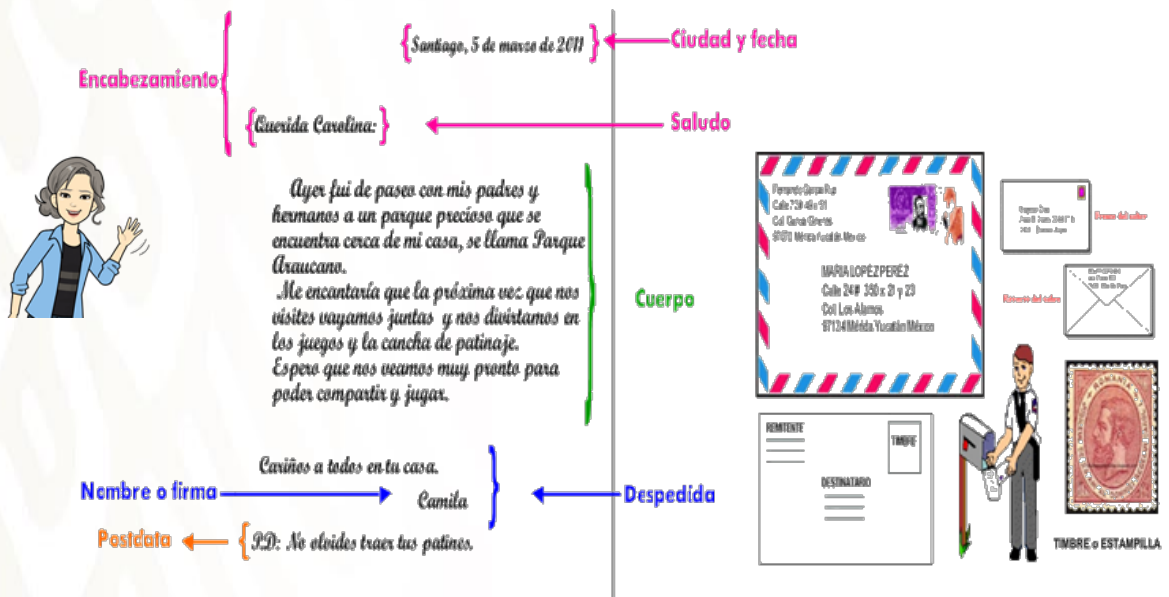 {Santiago, 5 de marzo de 2011}
Ciudad y fecha
Encabezamiento
{Querida Carolina:}
Saludo
Ayer fui de paseo con mis padres y
hermanos a un parque precioso que se
encuentra cerca de mi casa, se llama Parque
Araucano.
Me encantaría que la próxima vez que nos
visites vayamos juntas y nos divirtamos en
los juegos y la cancha de patinaje.
Espero que nos veamos muy pronto para
poder compartir y jugar.
Cuerpo
Cariños a todos en tu casa.
Camila
Nombre o firma
Despedida
Postdata
P.D: No olvides traer tus patines.
MARIA LOPÉZ PERÉZ
Calle 24# 350 x 21 y 23
Col. Los Alamos
97134 Mérida Yucatán México
REMITENTE
TIMBRE
DESTINATARIO
TIMBRE o ESTAMPILLA